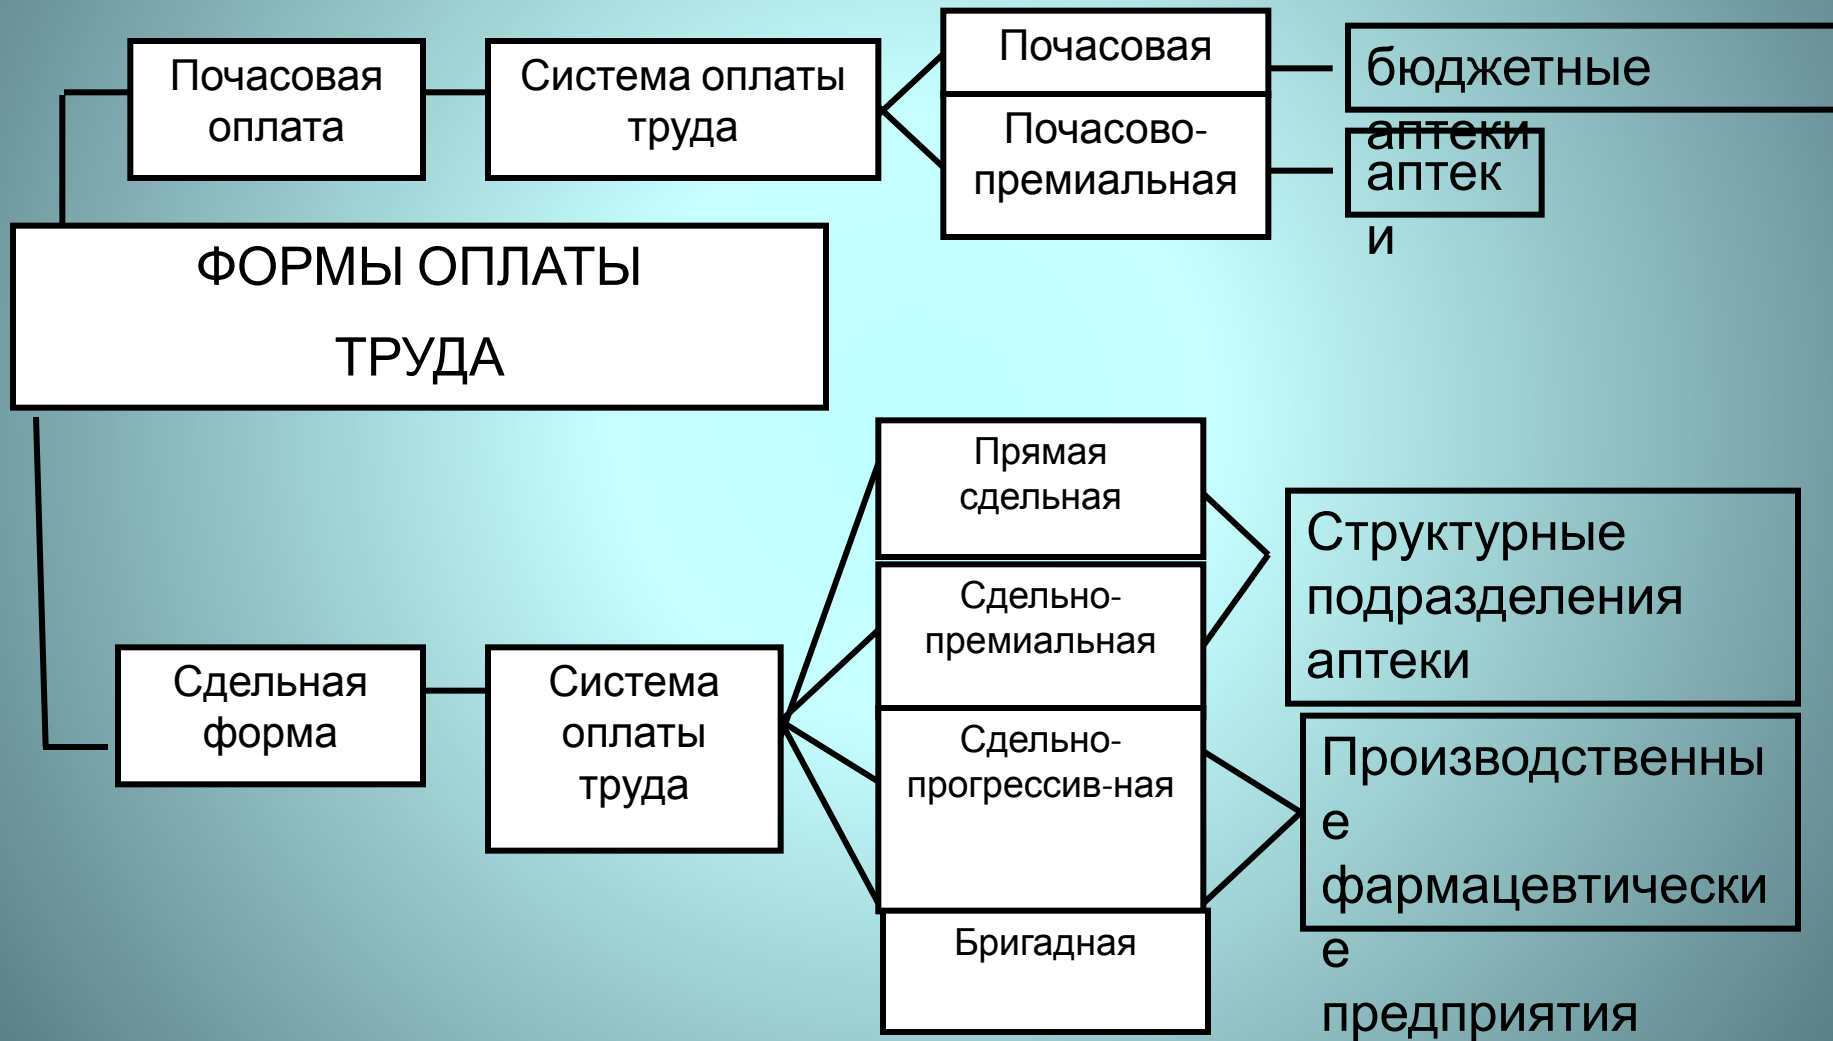 Почасовая
оплата
Система оплаты
труда
Почасовая
Почасово-
премиальная
бюджетные
аптеки
аптек
и
ФОРМЫ ОПЛАТЫ
ТРУДА
Сдельная
форма
Система
оплаты
труда
Прямая
сдельная
Сдельно-
премиальная
Сдельно-
прогрессив-ная
Бригадная
Структурные
подразделения
аптеки
Производственны
е
фармацевтически
е
предприятия